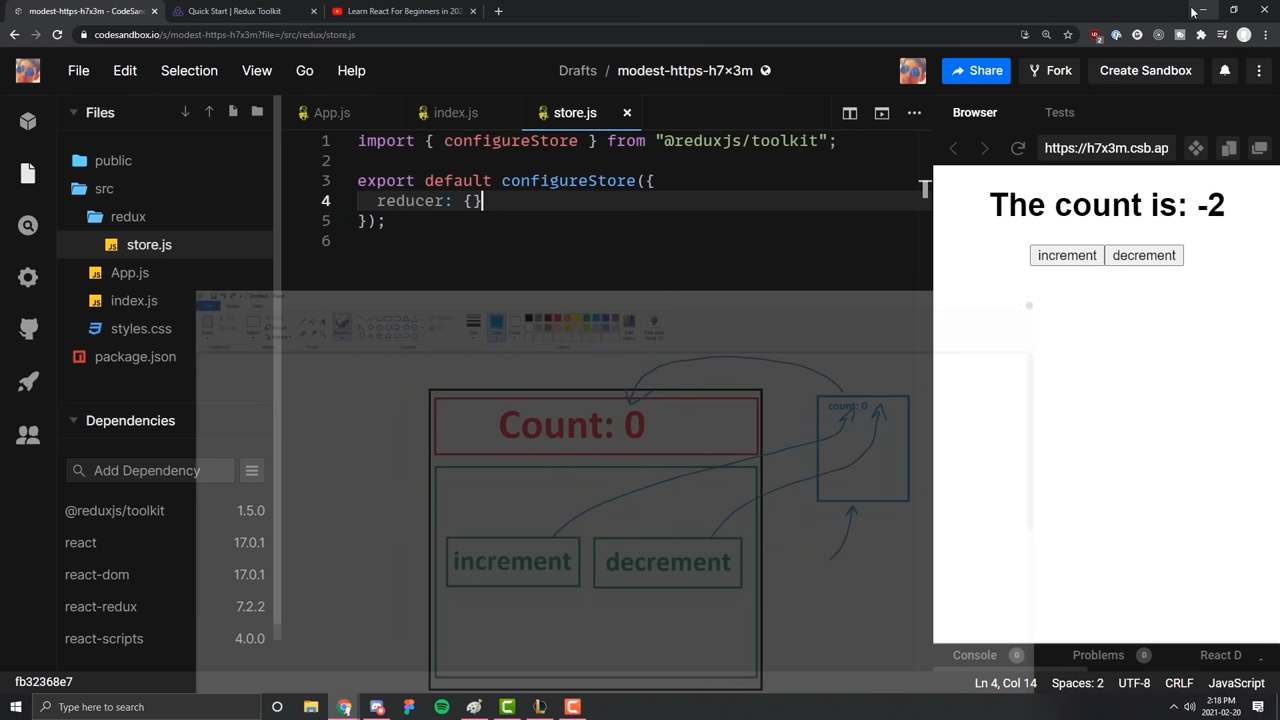 modest-https-h7x3m - CodeSan
Quick Start | Redux Toolkit
Learn React For Beginners in 202
codesandbox.io/s/modest-https-h7x3m?file=/src/redux/store.js
File Edit Selection View Go Help
Drafts / modest-https-h7x3m
Share Fork Create Sandbox
Files
public
src
redux
store.js
App.js
index.js
styles.css
package.json
Dependencies
Add Dependency
@reduxjs/toolkit 1.5.0
react 17.0.1
react-dom 17.0.1
react-redux 7.2.2
react-scripts 4.0.0
App.js index.js store.js
1 import { configureStore } from "@reduxjs/toolkit";
2
3 export default configureStore({
4 reducer: {}
5 });
6
T
Browser Tests
https://h7x3m.csb.ap
The count is: -2
increment decrement
Count: 0
count: 0
increment decrement
Console 0 Problems 0 React D
fb32368e7
Ln 4, Col 14 Spaces: 2 UTF-8 CRLF JavaScript
Type here to search
2:18 PM
2021-02-20